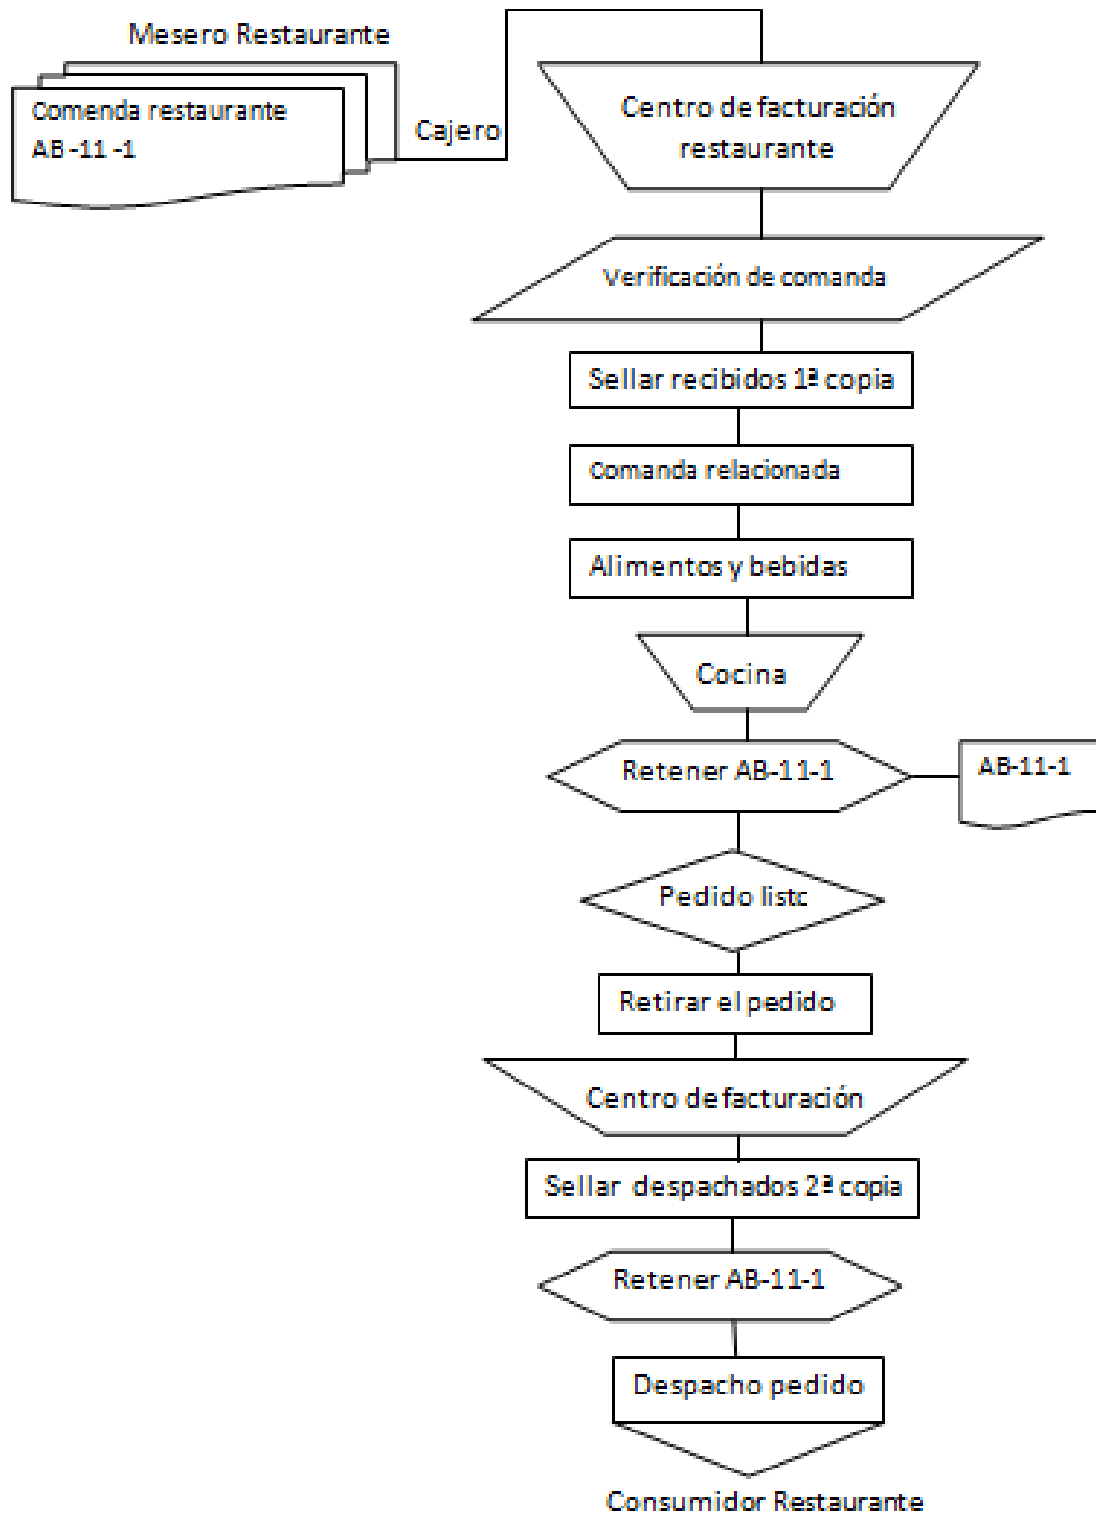 Mesero Restaurante
Comenda restaurante
AB -11 -1
Cajero
Centro de facturación
restaurante
Verificación de comanda
Sellar recibidos 1ª copia
Comanda relacionada
Alimentos y bebidas
Cocina
Retener AB-11-1
AB-11-1
Pedido listc
Retirar el pedido
Centro de facturación
Sellar despachados 2ª copia
Retener AB-11-1
Despacho pedido
Consumidor Restaurante